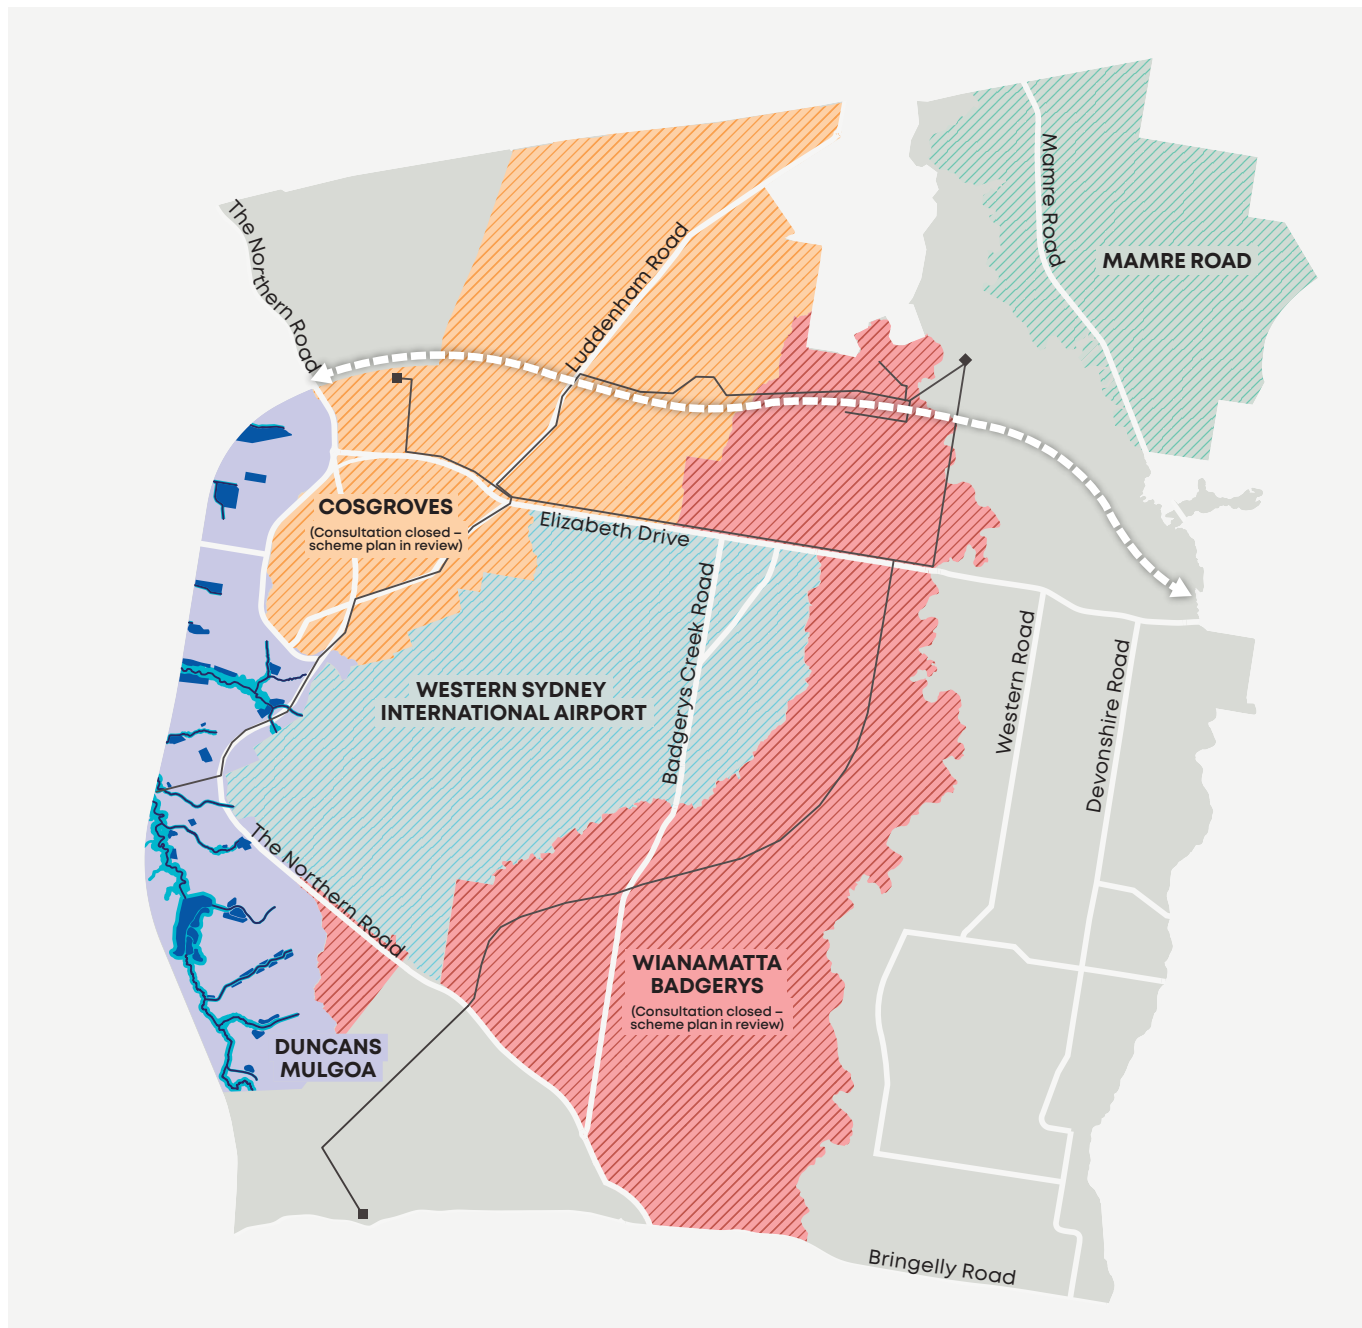 Mamre Road
MAMRE ROAD
The Northern Road
Luddenham Road
COSGROVES
(Consultation closed –
scheme plan in review)
Elizabeth Drive
Badgerys Creek Road
Western Road
Devonshire Road
WESTERN SYDNEY
INTERNATIONAL AIRPORT
The Northern Road
WIANAMATTA
BADGERYS
(Consultation closed –
scheme plan in review)
DUNCANS
MULGOA
Bringelly Road